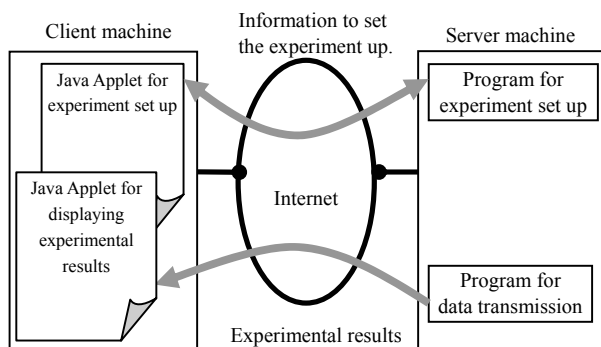 Information to set
the experiment up.
Client machine
Server machine
Java Applet for
experiment set up
Program for
experiment set up
Java Applet for
displaying
experimental
results
Internet
Program for
data transmission
Experimental results